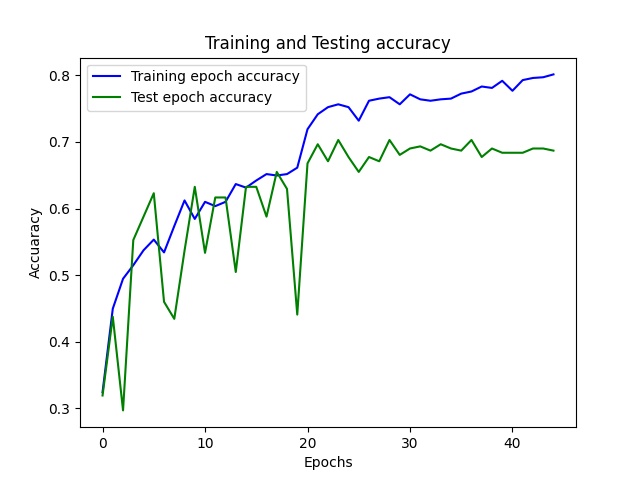 Training and Testing accuracy
Training epoch accuracy
Test epoch accuracy
Accuaracy
0.8
0.7
0.6
0.5
0.4
0.3
0 10 20 30 40
Epochs